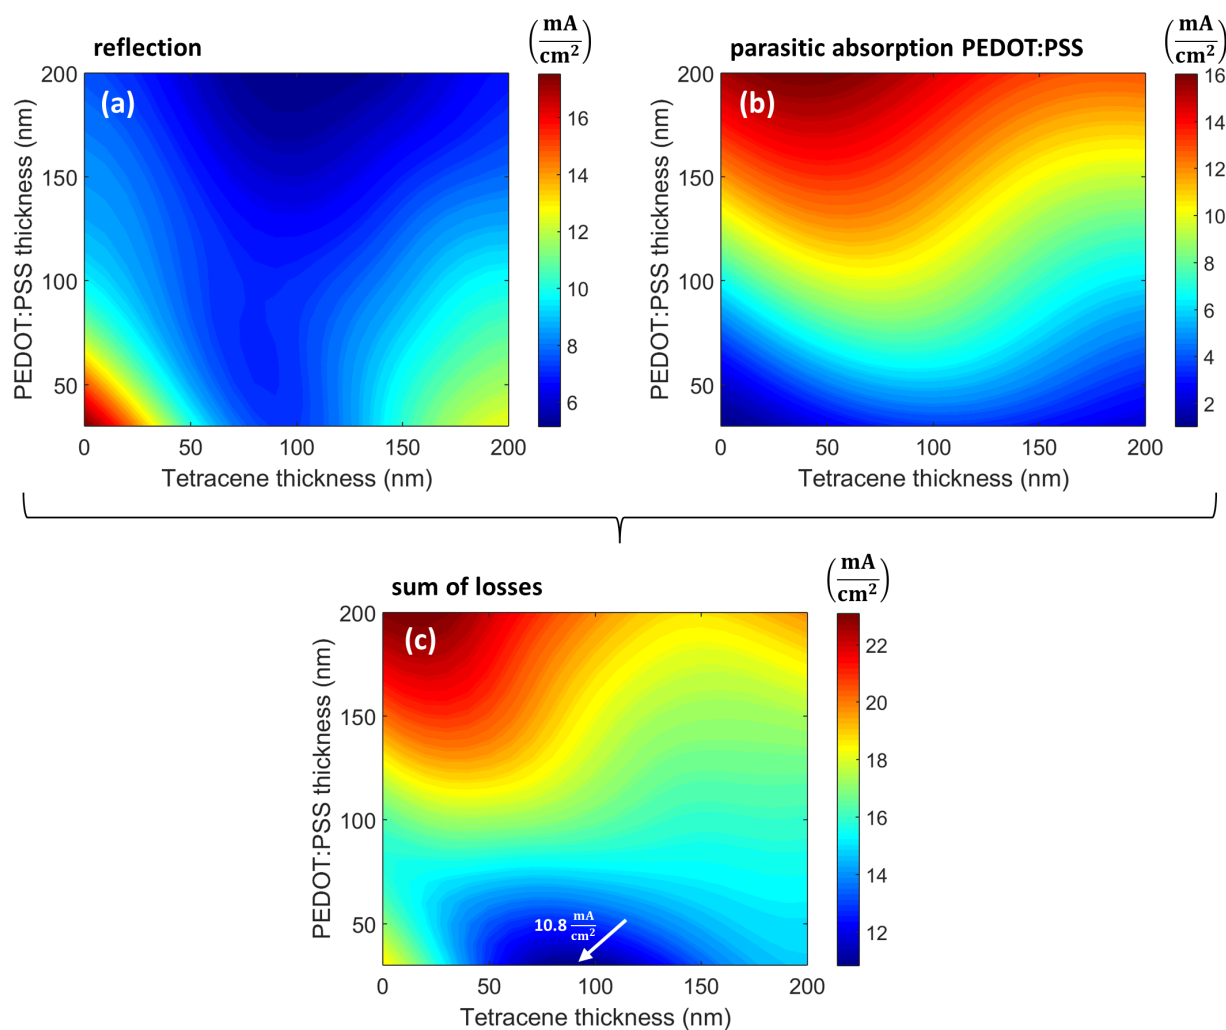 reflection
(mA/cm²)
(a)
PEDOT:PSS thickness (nm)
200
150
100
50
0
50
100
150
200
Tetracene thickness (nm)
16
14
12
10
8
6
parasitic absorption PEDOT:PSS
(mA/cm²)
(b)
PEDOT:PSS thickness (nm)
200
150
100
50
0
50
100
150
200
Tetracene thickness (nm)
16
14
12
10
8
6
4
2
sum of losses
(mA/cm²)
(c)
PEDOT:PSS thickness (nm)
200
150
100
50
10.8 mA/cm²
0
50
100
150
200
Tetracene thickness (nm)
22
20
18
16
14
12